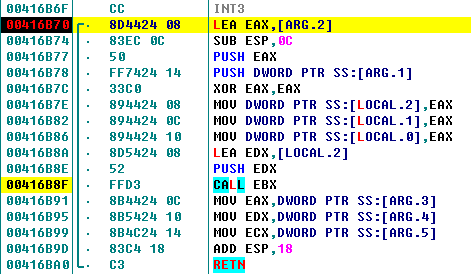 00416B6F CC INT3
00416B70 8D4424 08 LEA EAX,[ARG.2]
00416B74 83EC 0C SUB ESP,0C
00416B77 50 PUSH EAX
00416B78 FF7424 14 PUSH DWORD PTR SS:[ARG.1]
00416B7C 33C0 XOR EAX,EAX
00416B7E 894424 08 MOV DWORD PTR SS:[LOCAL.2],EAX
00416B82 894424 0C MOV DWORD PTR SS:[LOCAL.1],EAX
00416B86 894424 10 MOV DWORD PTR SS:[LOCAL.0],EAX
00416B8A 8D5424 08 LEA EDX,[LOCAL.2]
00416B8E 52 PUSH EDX
00416B8F FFD3 CALL EBX
00416B91 8B4424 0C MOV EAX,DWORD PTR SS:[ARG.3]
00416B95 8B5424 10 MOV EDX,DWORD PTR SS:[ARG.4]
00416B99 8B4C24 14 MOV ECX,DWORD PTR SS:[ARG.5]
00416B9D 83C4 18 ADD ESP,18
00416BA0 C3 RETN